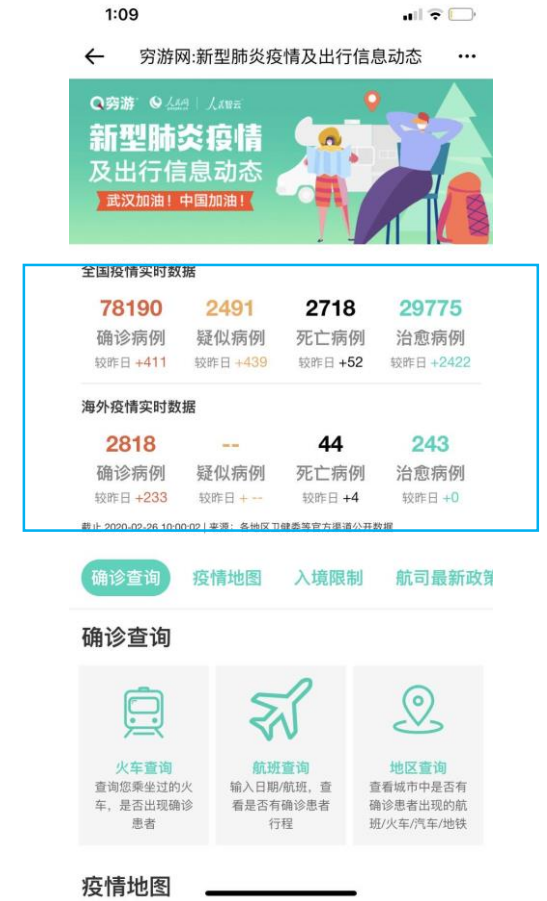 1:09
穷游网:新型肺炎疫情及出行信息动态
穷游 人民网 | 人民智云
新型肺炎疫情
及出行信息动态
武汉加油！中国加油！
全国疫情实时数据
78190 2491 2718 29775
确诊病例 疑似病例 死亡病例 治愈病例
较昨日 +411 较昨日 +439 较昨日 +52 较昨日 +2422
海外疫情实时数据
2818 -- 44 243
确诊病例 疑似病例 死亡病例 治愈病例
较昨日 +233 较昨日 + -- 较昨日 +4 较昨日 +0
截止 2020-02-26 10:00:02 | 来源：各地区卫健委等官方渠道公开数据
确诊查询 疫情地图 入境限制 航司最新政策
确诊查询
火车查询 航班查询 地区查询
查询您乘坐过的火 输入日期/航班，查 查看城市中是否有
车，是否出现确诊 看是否有确诊患者 确诊患者出现的航
患者 行程 班/火车/汽车/地铁
疫情地图